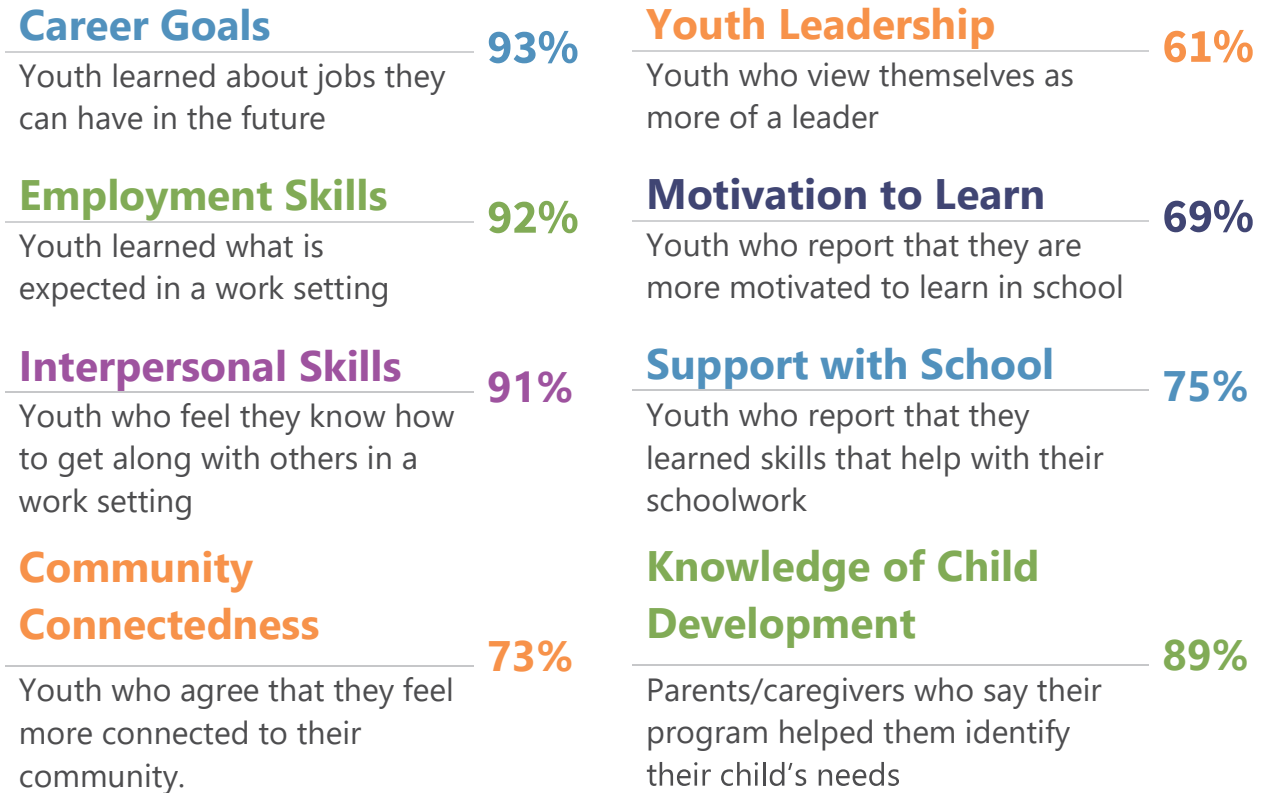 Career Goals
93%
Youth learned about jobs they
can have in the future
Employment Skills
92%
Youth learned what is
expected in a work setting
Interpersonal Skills
91%
Youth who feel they know how
to get along with others in a
work setting
Community
Connectedness
73%
Youth who agree that they feel
more connected to their
community.
Youth Leadership
61%
Youth who view themselves as
more of a leader
Motivation to Learn
69%
Youth who report that they are
more motivated to learn in school
Support with School
75%
Youth who report that they
learned skills that help with their
schoolwork
Knowledge of Child
Development
89%
Parents/caregivers who say their
program helped them identify
their child’s needs